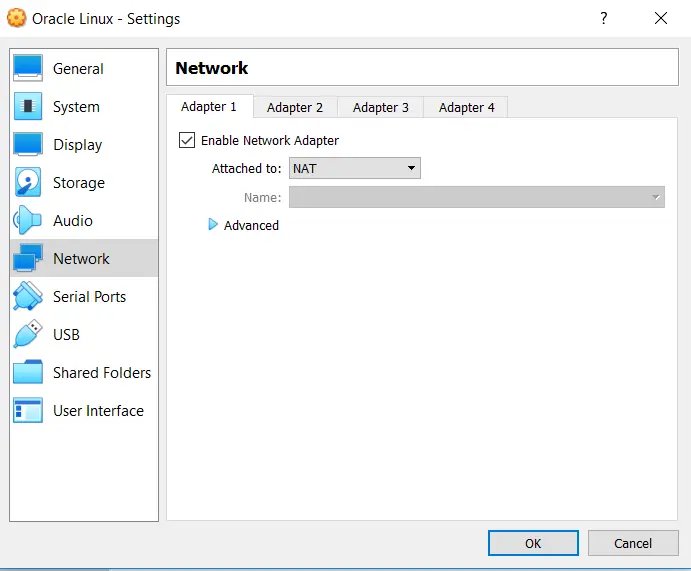 Oracle Linux - Settings
?
General
System
Display
Storage
Audio
Network
Serial Ports
USB
Shared Folders
User Interface
Network
Adapter 1 Adapter 2 Adapter 3 Adapter 4
Enable Network Adapter
Attached to: NAT
Name:
Advanced
OK Cancel